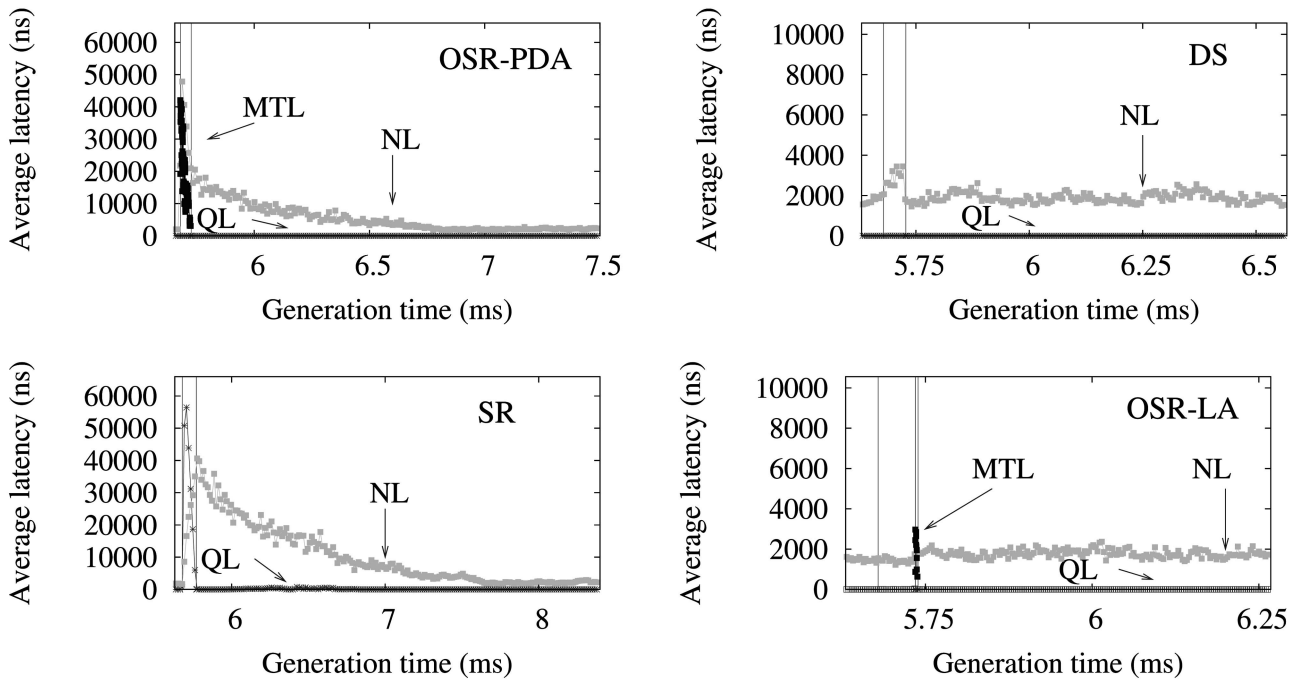 Average latency (ns)
60000
50000
40000
30000
20000
10000
0
OSR-PDA
MTL
NL
QL
6
6.5
7
7.5
Generation time (ms)
Average latency (ns)
10000
8000
6000
4000
2000
0
DS
NL
QL
5.75
6
6.25
6.5
Generation time (ms)
Average latency (ns)
60000
50000
40000
30000
20000
10000
0
SR
NL
QL
6
7
8
Generation time (ms)
Average latency (ns)
10000
8000
6000
4000
2000
0
OSR-LA
MTL
NL
QL
5.75
6
6.25
Generation time (ms)